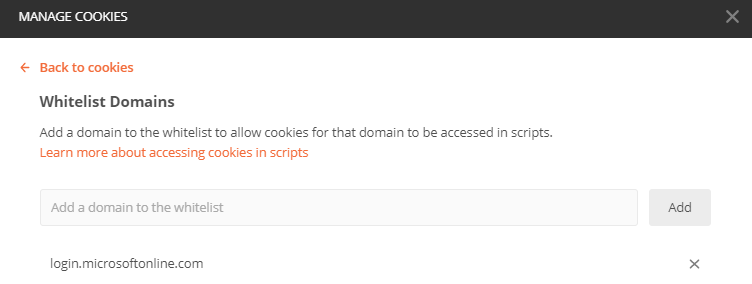 MANAGE COOKIES
Back to cookies
Whitelist Domains
Add a domain to the whitelist to allow cookies for that domain to be accessed in scripts.
Learn more about accessing cookies in scripts
Add a domain to the whitelist
Add
login.microsoftonline.com